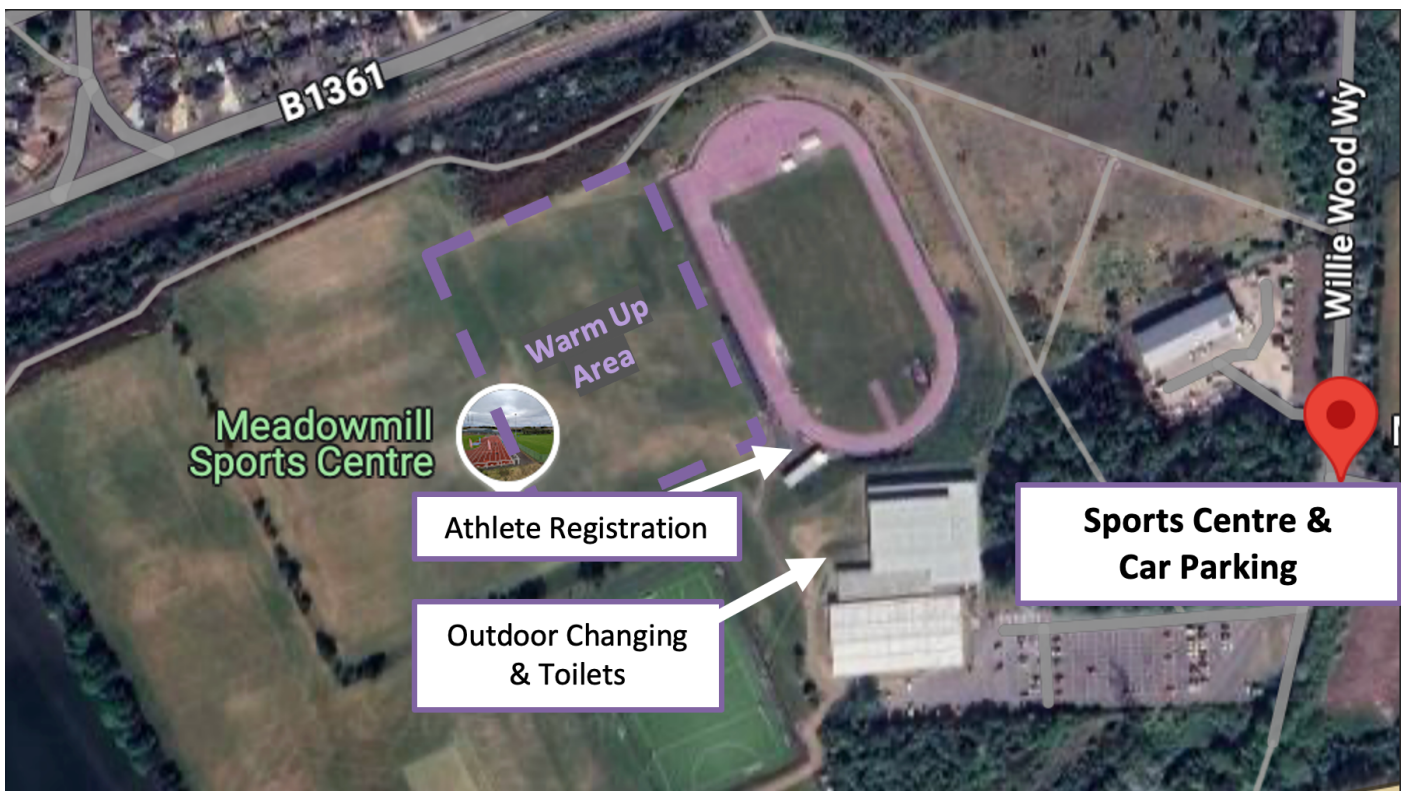 B1361
Willie Wood Wy
Warm Up
Area
Meadowmill
Sports Centre
Athlete Registration
Sports Centre &
Car Parking
Outdoor Changing
& Toilets